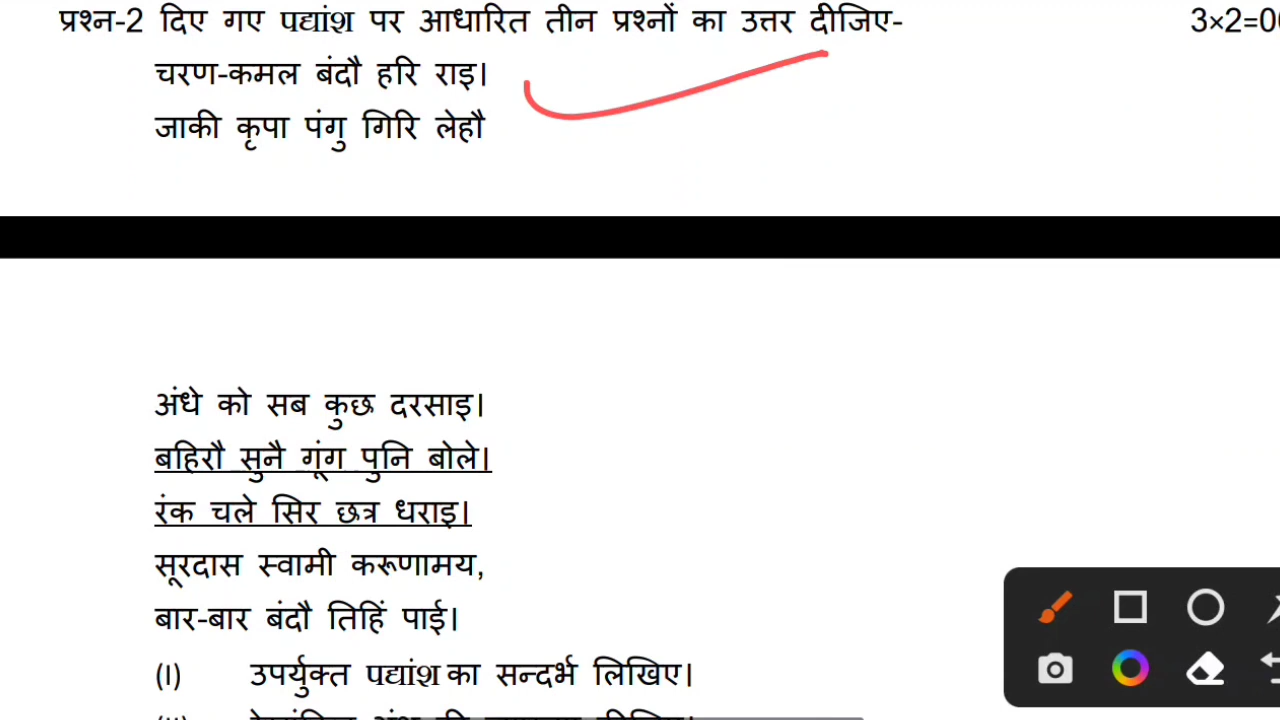 प्रश्न-2 दिए गए पद्यांश पर आधारित तीन प्रश्नों का उत्तर दीजिए- 3×2=0
चरण-कमल बंदौ हरि राइ।
जाकी कृपा पंगु गिरि लेहौ
अंधे को सब कुछ दरसाइ।
बहिरौ सुनै गूंग पुनि बोले।
रंक चले सिर छत्र धराइ।
सूरदास स्वामी करूणामय,
बार-बार बंदौ तिहिं पाई।
(I) उपर्युक्त पद्यांश का सन्दर्भ लिखिए।